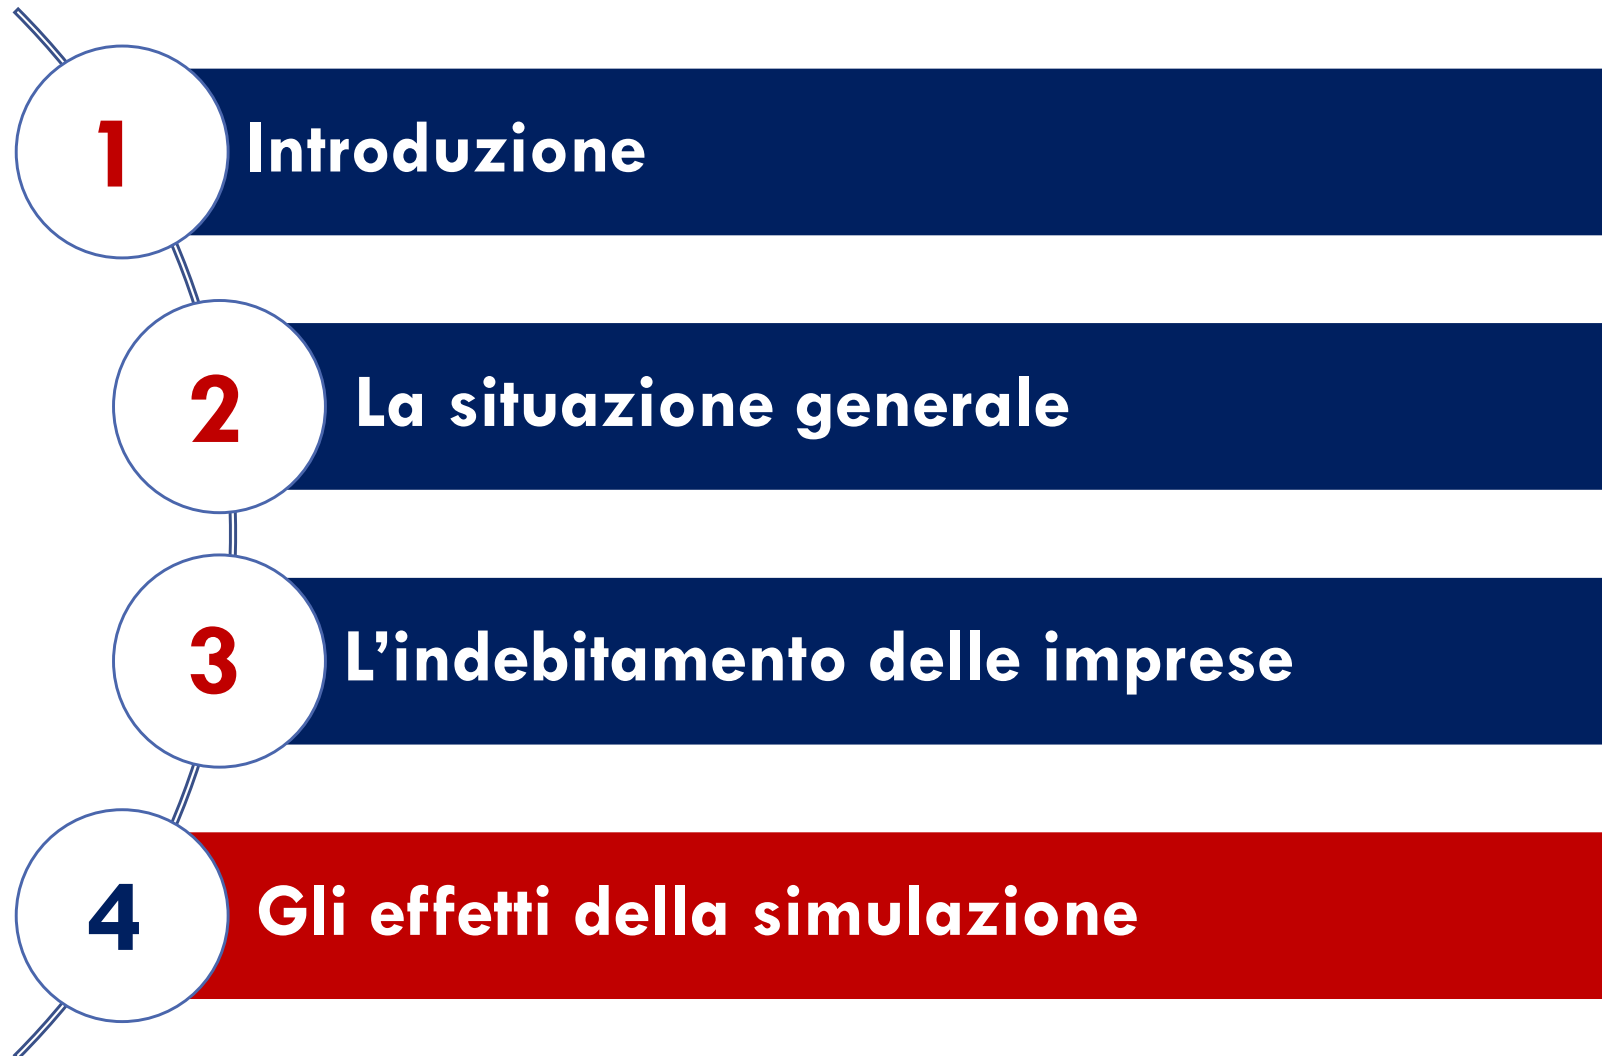 1 Introduzione
2 La situazione generale
3 L’indebitamento delle imprese
4 Gli effetti della simulazione